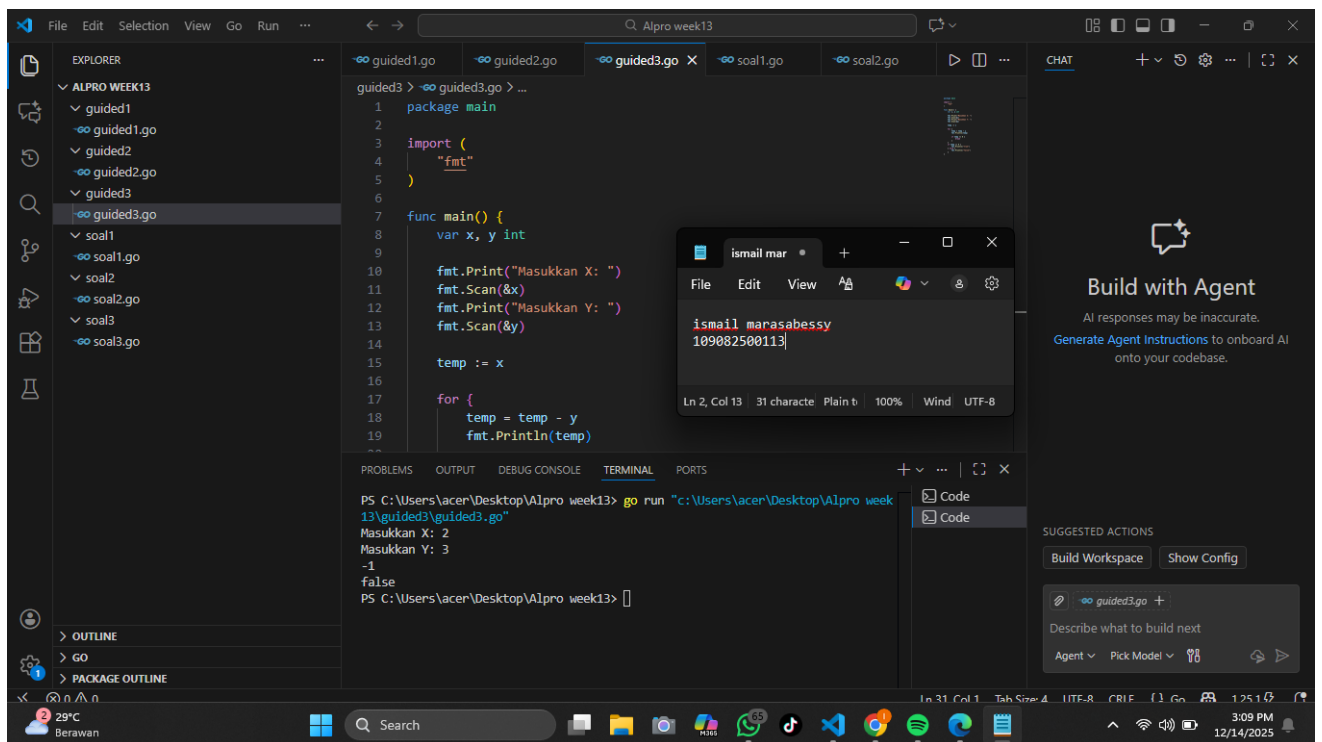 File Edit Selection View Go Run ···
Alpro week13
EXPLORER ···
ALPRO WEEK13
guided1
guided1.go
guided2
guided2.go
guided3
guided3.go
soal1
soal1.go
soal2
soal2.go
soal3
soal3.go
OUTLINE
GO
PACKAGE OUTLINE
guided1.go guided2.go guided3.go soal1.go soal2.go ···
guided3 > guided3.go > ...
1 package main
2
3 import (
4 "fmt"
5 )
6
7 func main() {
8 var x, y int
9
10 fmt.Print("Masukkan X: ")
11 fmt.Scan(&x)
12 fmt.Print("Masukkan Y: ")
13 fmt.Scan(&y)
14
15 temp := x
16
17 for {
18 temp = temp - y
19 fmt.Println(temp)
ismail mar
File Edit View
ismail marasabessy
109082500113
Ln 2, Col 13 31 characte Plain t 100% Wind UTF-8
PROBLEMS OUTPUT DEBUG CONSOLE TERMINAL PORTS
PS C:\Users\acer\Desktop\Alpro week13> go run "c:\Users\acer\Desktop\Alpro week
13\guided3\guided3.go"
Masukkan X: 2
Masukkan Y: 3
-1
false
PS C:\Users\acer\Desktop\Alpro week13>
Code
Code
CHAT
Build with Agent
AI responses may be inaccurate.
Generate Agent Instructions to onboard AI
onto your codebase.
SUGGESTED ACTIONS
Build Workspace Show Config
guided3.go
Describe what to build next
Agent Pick Model
1
0 0 Ln 31, Col 1 Tab Size: 4 UTF-8 CRLF {} Go 1.25.1
2
29°C
Berawan
Search
M365
65
3:09 PM
12/14/2025